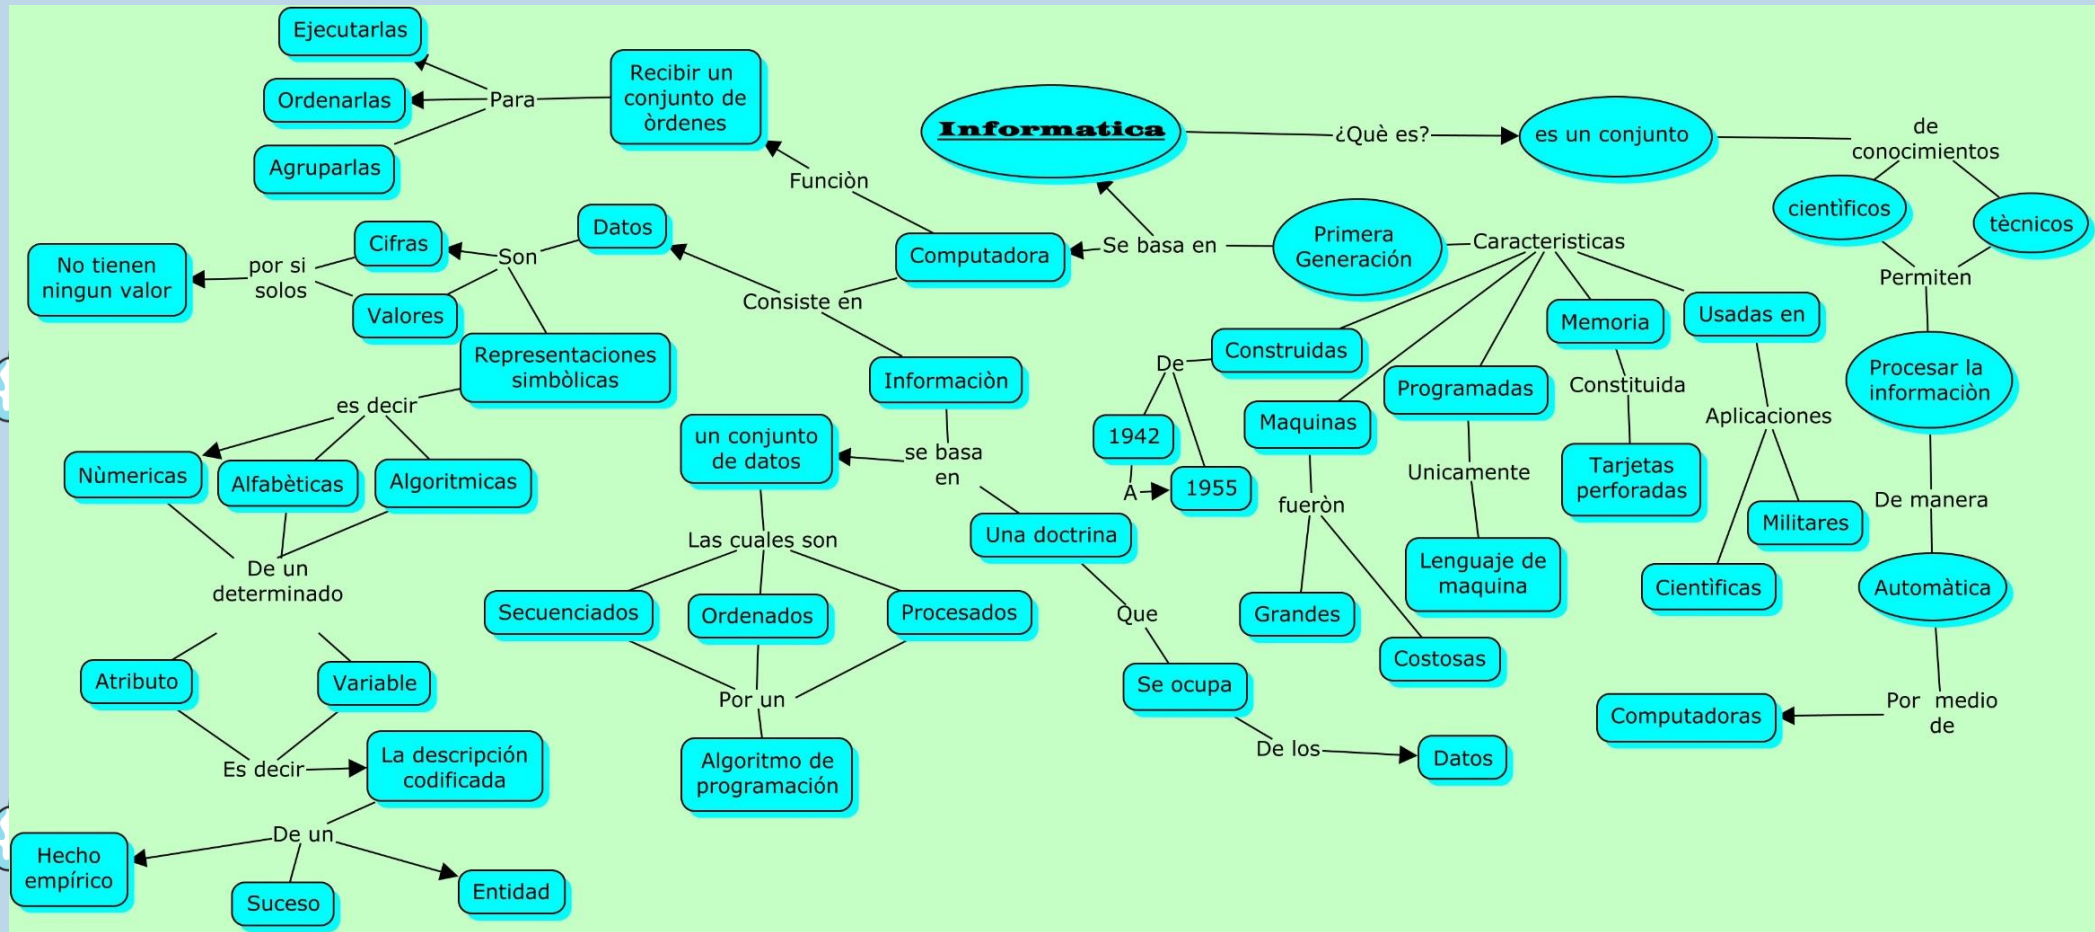 Informatica
¿Què es?
es un conjunto
de
conocimientos
cientìficos
tècnicos
Permiten
Procesar la
informaciòn
De manera
Automàtica
Por medio
de
Computadoras
Se basa en
Primera
Generación
Caracteristicas
Construidas
De
1942
A
1955
Maquinas
fueròn
Grandes
Costosas
Programadas
Unicamente
Lenguaje de
maquina
Memoria
Constituida
Tarjetas
perforadas
Usadas en
Aplicaciones
Cientìficas
Militares
Computadora
Funciòn
Recibir un
conjunto de
òrdenes
Para
Ejecutarlas
Ordenarlas
Agruparlas
Consiste en
Datos
Son
Cifras
Valores
por si
solos
No tienen
ningun valor
Representaciones
simbòlicas
es decir
Nùmericas
Alfabèticas
Algoritmicas
De un
determinado
Atributo
Variable
Es decir
La descripción
codificada
De un
Hecho
empírico
Suceso
Entidad
Informaciòn
se basa
en
un conjunto
de datos
Las cuales son
Secuenciados
Ordenados
Procesados
Por un
Algoritmo de
programación
Una doctrina
Que
Se ocupa
De los
Datos